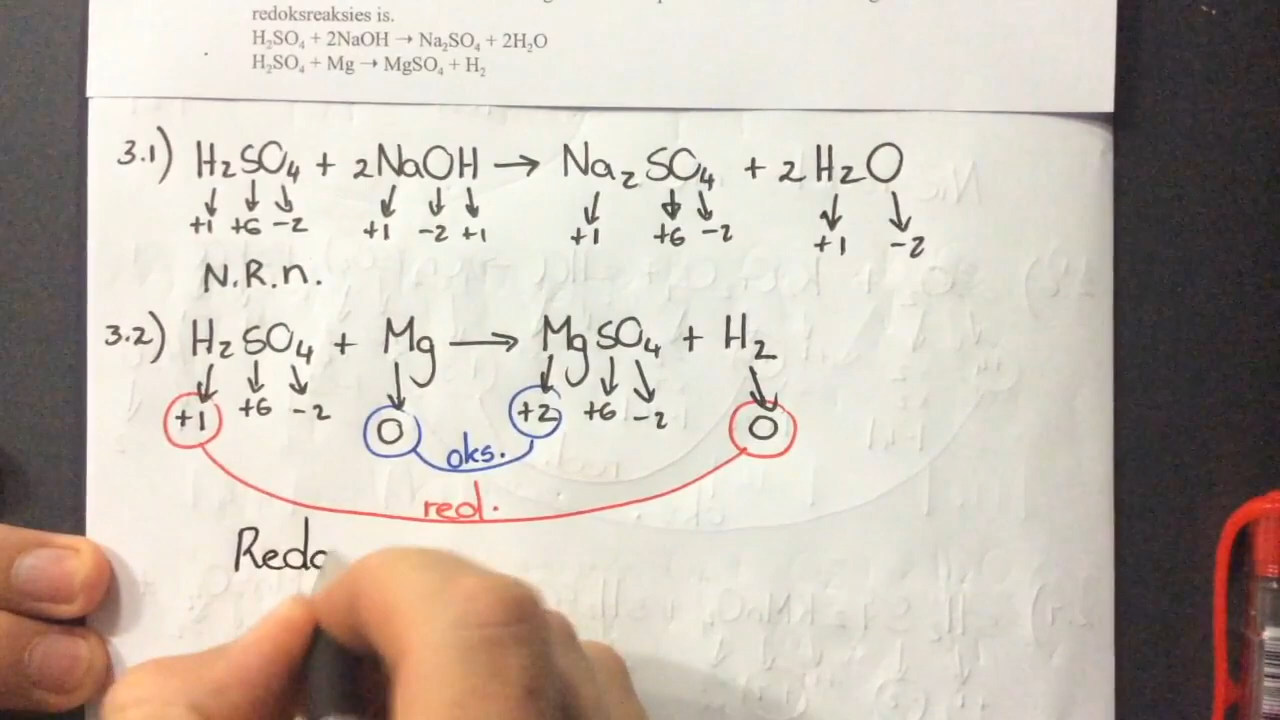 redoksreaksies is.
H₂SO₄ + 2NaOH → Na₂SO₄ + 2H₂O
H₂SO₄ + Mg → MgSO₄ + H₂
3.1) H₂SO₄ + 2NaOH → Na₂SO₄ + 2H₂O
↓ ↓ ↓ ↓ ↓ ↓ ↓ ↓ ↓ ↓ ↓
+1 +6 -2 +1 -2 +1 +1 +6 -2 +1 -2
N.R.n.
3.2) H₂SO₄ + Mg → MgSO₄ + H₂
↓ ↓ ↓ ↓ ↓ ↓ ↓ ↓
+1 +6 -2 0 +2 +6 -2 0
oks.
red.
Redo